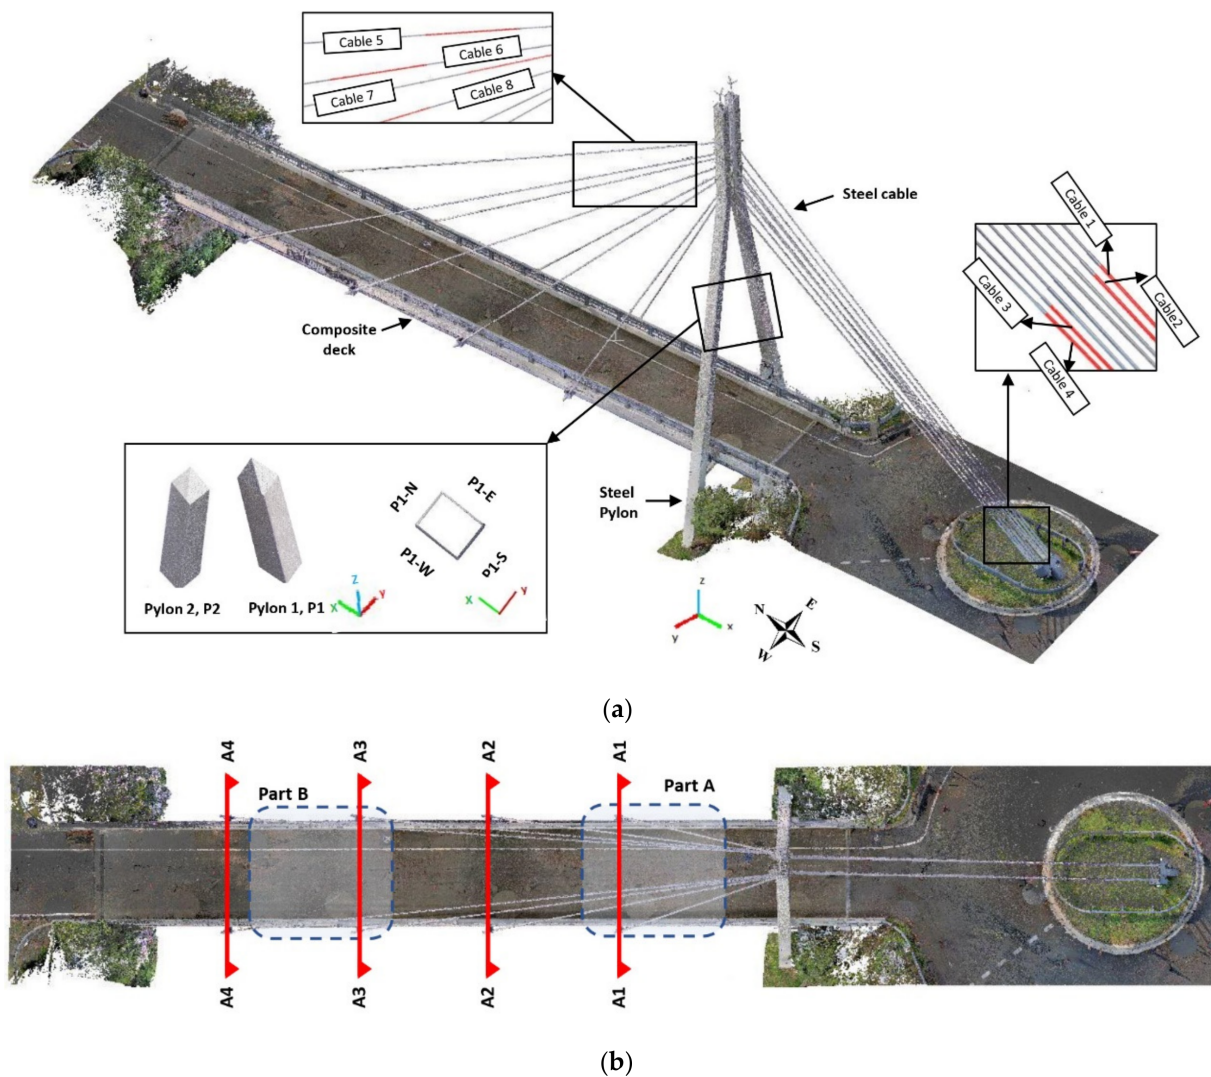 Cable 5
Cable 6
Cable 7
Cable 8
Steel cable
Cable 1
Cable 3
Cable2
Cable 4
Composite
deck
Steel
Pylon
P1-N
P1-E
P1-W
P1-S
Pylon 2, P2
Pylon 1, P1
Z
X
Y
X
Y
z
y
x
N
E
W
S
(a)
A4
A3
A2
A1
Part B
Part A
A4
A3
A2
A1
(b)